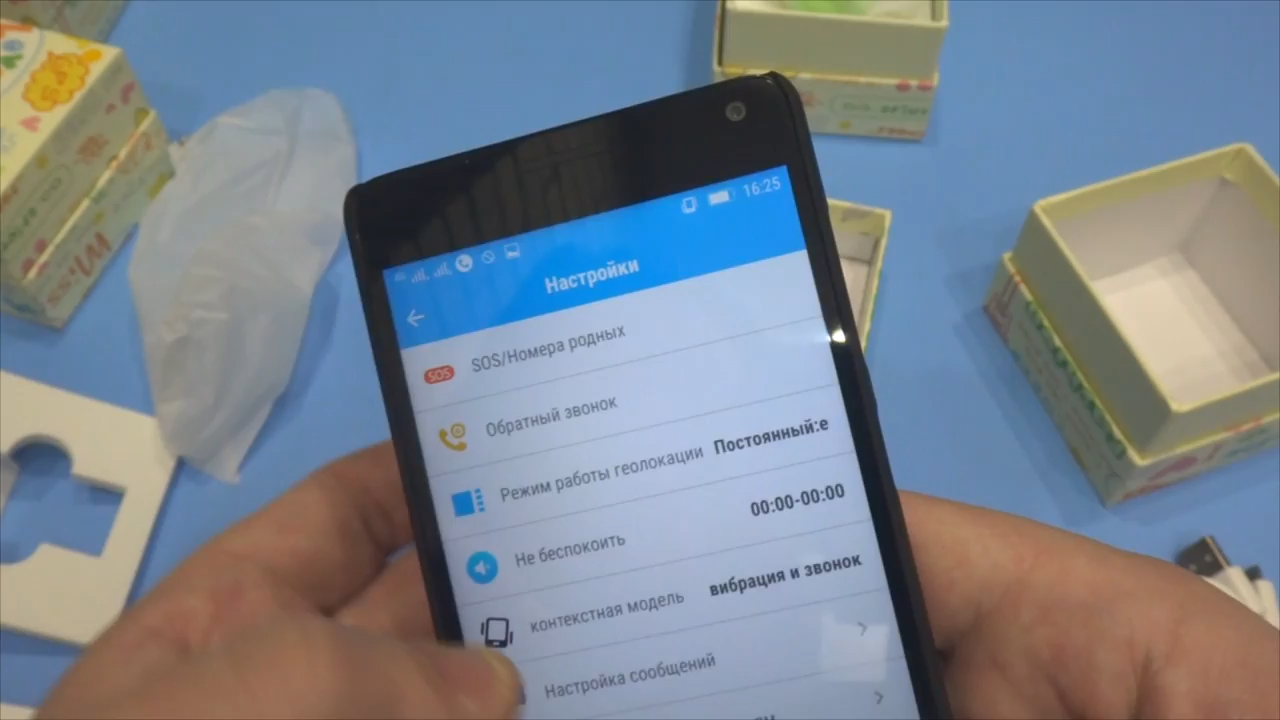 16:25
Настройки
SOS SOS/Номера родных
Обратный звонок
Режим работы геолокации Постоянный:е
Не беспокоить 00:00-00:00
контекстная модель вибрация и звонок
Настройка сообщений
Miss